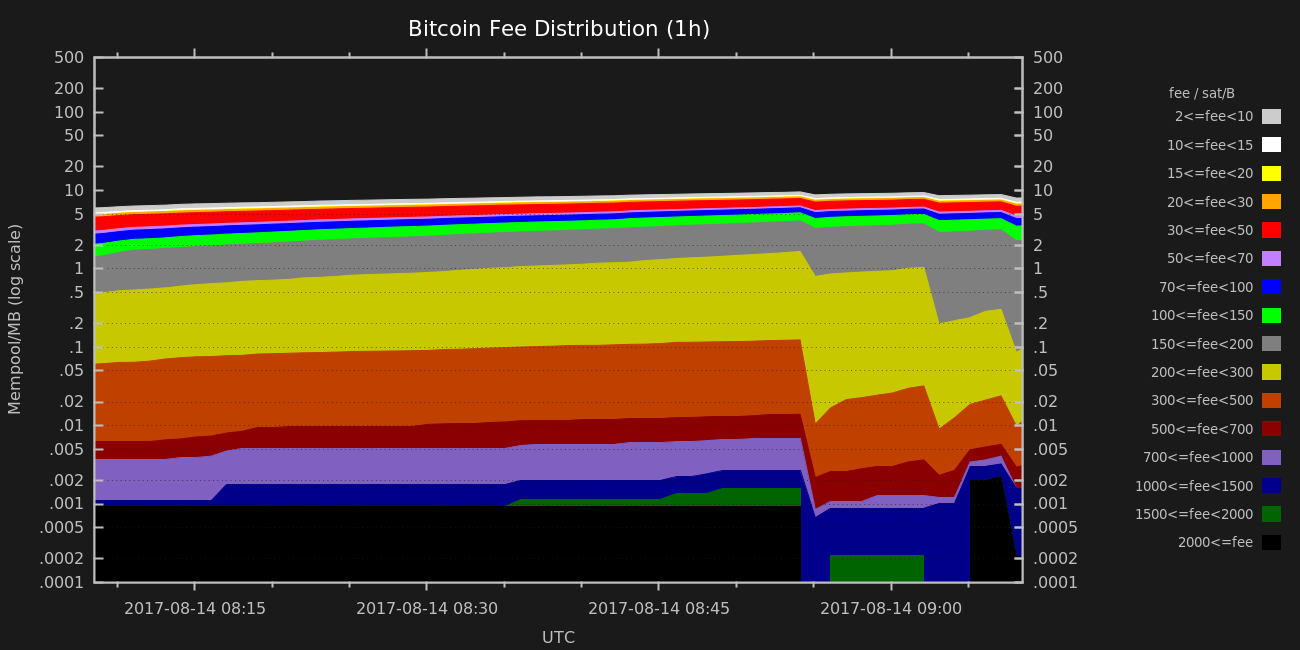 Bitcoin Fee Distribution (1h)
Mempool/MB (log scale)
500
200
100
50
20
10
5
2
1
.5
.2
.1
.05
.02
.01
.005
.002
.001
.0005
.0002
.0001
500
200
100
50
20
10
5
2
1
.5
.2
.1
.05
.02
.01
.005
.002
.001
.0005
.0002
.0001
2017-08-14 08:15 2017-08-14 08:30 2017-08-14 08:45 2017-08-14 09:00
UTC
fee / sat/B
2<=fee<10
10<=fee<15
15<=fee<20
20<=fee<30
30<=fee<50
50<=fee<70
70<=fee<100
100<=fee<150
150<=fee<200
200<=fee<300
300<=fee<500
500<=fee<700
700<=fee<1000
1000<=fee<1500
1500<=fee<2000
2000<=fee